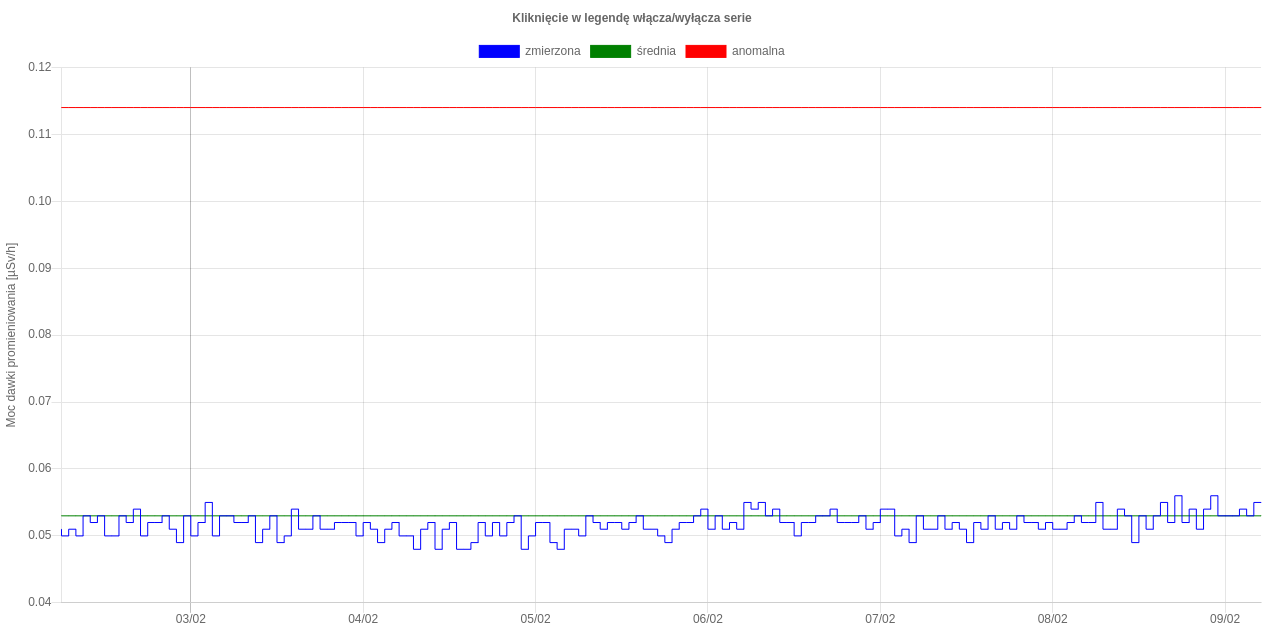 Kliknięcie w legendę włącza/wyłącza serie
zmierzona średnia anomalna
Moc dawki promieniowania [µSv/h]
0.12
0.11
0.10
0.09
0.08
0.07
0.06
0.05
0.04
03/02 04/02 05/02 06/02 07/02 08/02 09/02